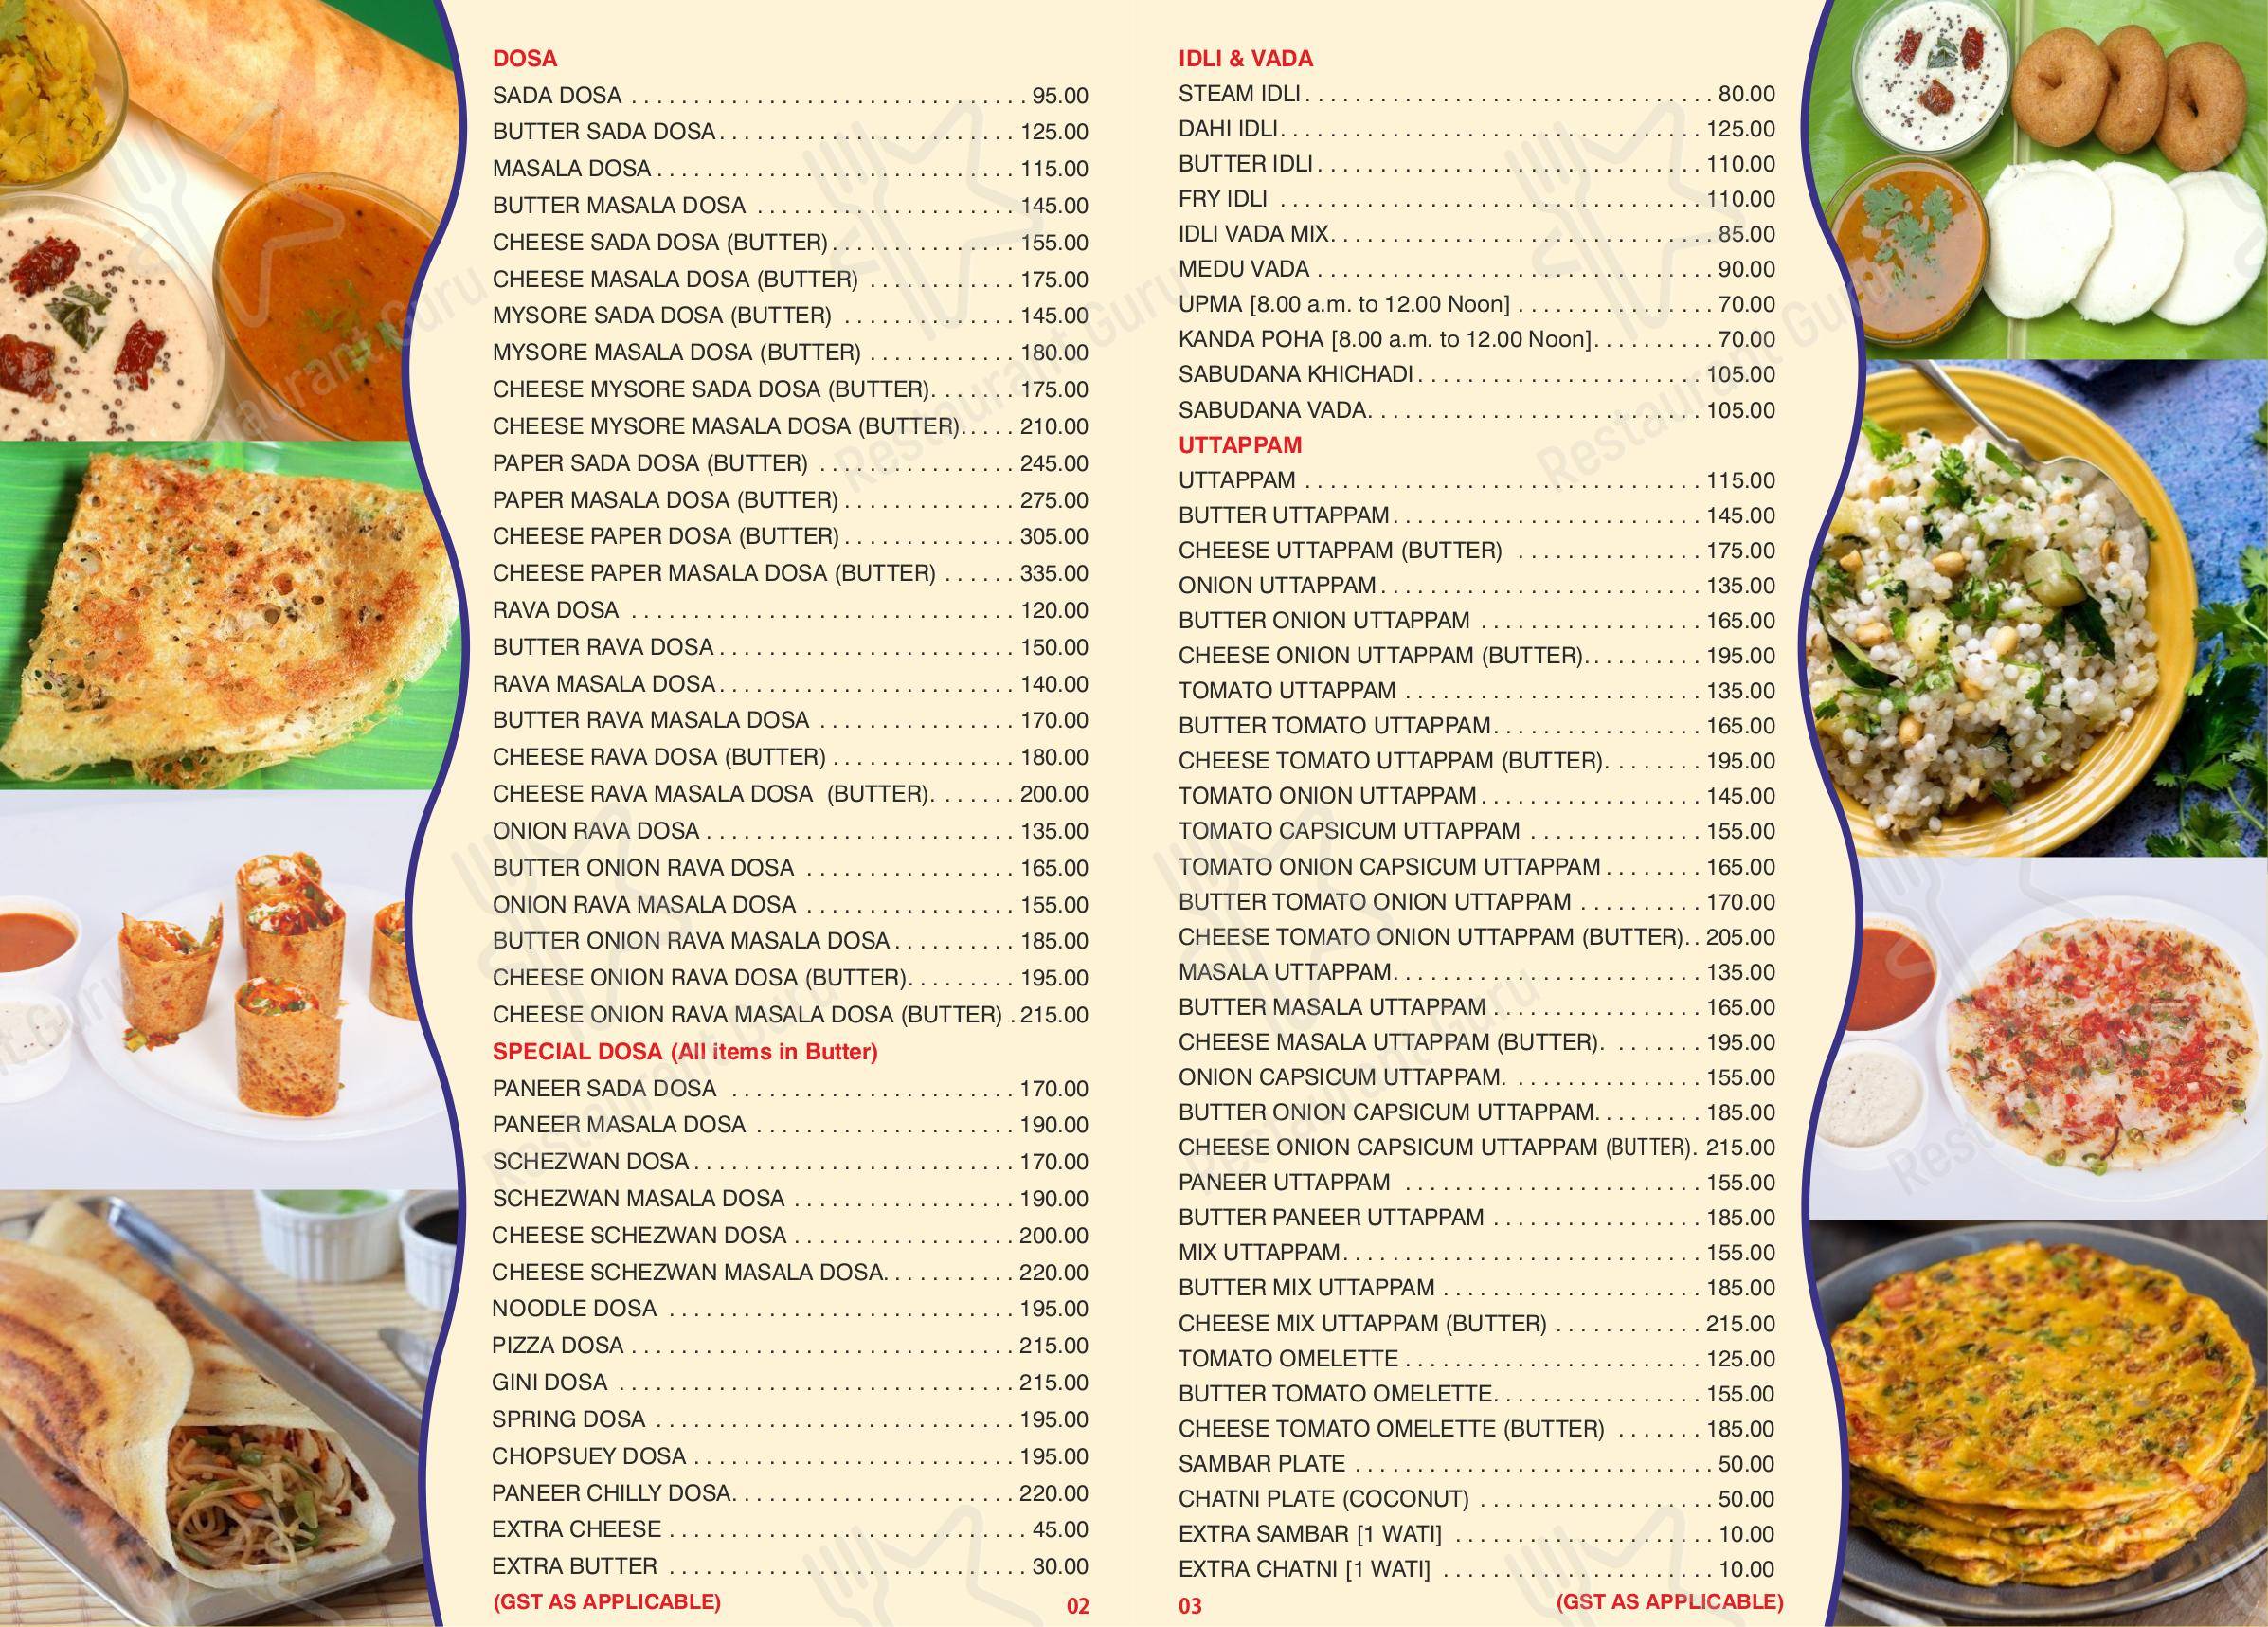 DOSA
SADA DOSA ................................ 95.00
BUTTER SADA DOSA........................ 125.00
MASALA DOSA............................. 115.00
BUTTER MASALA DOSA ..................... 145.00
CHEESE SADA DOSA (BUTTER)............... 155.00
CHEESE MASALA DOSA (BUTTER) ............ 175.00
MYSORE SADA DOSA (BUTTER) .............. 145.00
MYSORE MASALA DOSA (BUTTER) ............ 180.00
CHEESE MYSORE SADA DOSA (BUTTER)....... 175.00
CHEESE MYSORE MASALA DOSA (BUTTER)..... 210.00
PAPER SADA DOSA (BUTTER) ................ 245.00
PAPER MASALA DOSA (BUTTER).............. 275.00
CHEESE PAPER DOSA (BUTTER).............. 305.00
CHEESE PAPER MASALA DOSA (BUTTER) ...... 335.00
RAVA DOSA ............................... 120.00
BUTTER RAVA DOSA........................ 150.00
RAVA MASALA DOSA........................ 140.00
BUTTER RAVA MASALA DOSA ................ 170.00
CHEESE RAVA DOSA (BUTTER)............... 180.00
CHEESE RAVA MASALA DOSA (BUTTER)....... 200.00
ONION RAVA DOSA......................... 135.00
BUTTER ONION RAVA DOSA ................. 165.00
ONION RAVA MASALA DOSA ................. 155.00
BUTTER ONION RAVA MASALA DOSA.......... 185.00
CHEESE ONION RAVA DOSA (BUTTER)......... 195.00
CHEESE ONION RAVA MASALA DOSA (BUTTER) . 215.00
SPECIAL DOSA (All items in Butter)
PANEER SADA DOSA ....................... 170.00
PANEER MASALA DOSA ..................... 190.00
SCHEZWAN DOSA.......................... 170.00
SCHEZWAN MASALA DOSA .................. 190.00
CHEESE SCHEZWAN DOSA .................. 200.00
CHEESE SCHEZWAN MASALA DOSA........... 220.00
NOODLE DOSA ............................ 195.00
PIZZA DOSA ............................... 215.00
GINI DOSA ................................ 215.00
SPRING DOSA ............................. 195.00
CHOPSUEY DOSA .......................... 195.00
PANEER CHILLY DOSA....................... 220.00
EXTRA CHEESE ............................. 45.00
EXTRA BUTTER ............................. 30.00
(GST AS APPLICABLE) 02
IDLI & VADA
STEAM IDLI................................. 80.00
DAHI IDLI.................................. 125.00
BUTTER IDLI............................... 110.00
FRY IDLI .................................. 110.00
IDLI VADA MIX............................... 85.00
MEDU VADA ................................ 90.00
UPMA [8.00 a.m. to 12.00 Noon] ................ 70.00
KANDA POHA [8.00 a.m. to 12.00 Noon].......... 70.00
SABUDANA KHICHADI....................... 105.00
SABUDANA VADA........................... 105.00
UTTAPPAM
UTTAPPAM ................................ 115.00
BUTTER UTTAPPAM......................... 145.00
CHEESE UTTAPPAM (BUTTER) ............... 175.00
ONION UTTAPPAM.......................... 135.00
BUTTER ONION UTTAPPAM .................. 165.00
CHEESE ONION UTTAPPAM (BUTTER).......... 195.00
TOMATO UTTAPPAM ........................ 135.00
BUTTER TOMATO UTTAPPAM................. 165.00
CHEESE TOMATO UTTAPPAM (BUTTER)........ 195.00
TOMATO ONION UTTAPPAM.................. 145.00
TOMATO CAPSICUM UTTAPPAM .............. 155.00
TOMATO ONION CAPSICUM UTTAPPAM........ 165.00
BUTTER TOMATO ONION UTTAPPAM .......... 170.00
CHEESE TOMATO ONION UTTAPPAM (BUTTER).. 205.00
MASALA UTTAPPAM......................... 135.00
BUTTER MASALA UTTAPPAM ................. 165.00
CHEESE MASALA UTTAPPAM (BUTTER). ....... 195.00
ONION CAPSICUM UTTAPPAM. ............... 155.00
BUTTER ONION CAPSICUM UTTAPPAM......... 185.00
CHEESE ONION CAPSICUM UTTAPPAM (BUTTER). 215.00
PANEER UTTAPPAM ........................ 155.00
BUTTER PANEER UTTAPPAM ................. 185.00
MIX UTTAPPAM............................. 155.00
BUTTER MIX UTTAPPAM ..................... 185.00
CHEESE MIX UTTAPPAM (BUTTER) ............ 215.00
TOMATO OMELETTE ........................ 125.00
BUTTER TOMATO OMELETTE................. 155.00
CHEESE TOMATO OMELETTE (BUTTER) ....... 185.00
SAMBAR PLATE ............................. 50.00
CHATNI PLATE (COCONUT) ................... 50.00
EXTRA SAMBAR [1 WATI] ..................... 10.00
EXTRA CHATNI [1 WATI] ...................... 10.00
03 (GST AS APPLICABLE)
Restaurant Guru
Restaurant Guru
Restaurant Guru
Restaurant Guru
Restaurant Guru